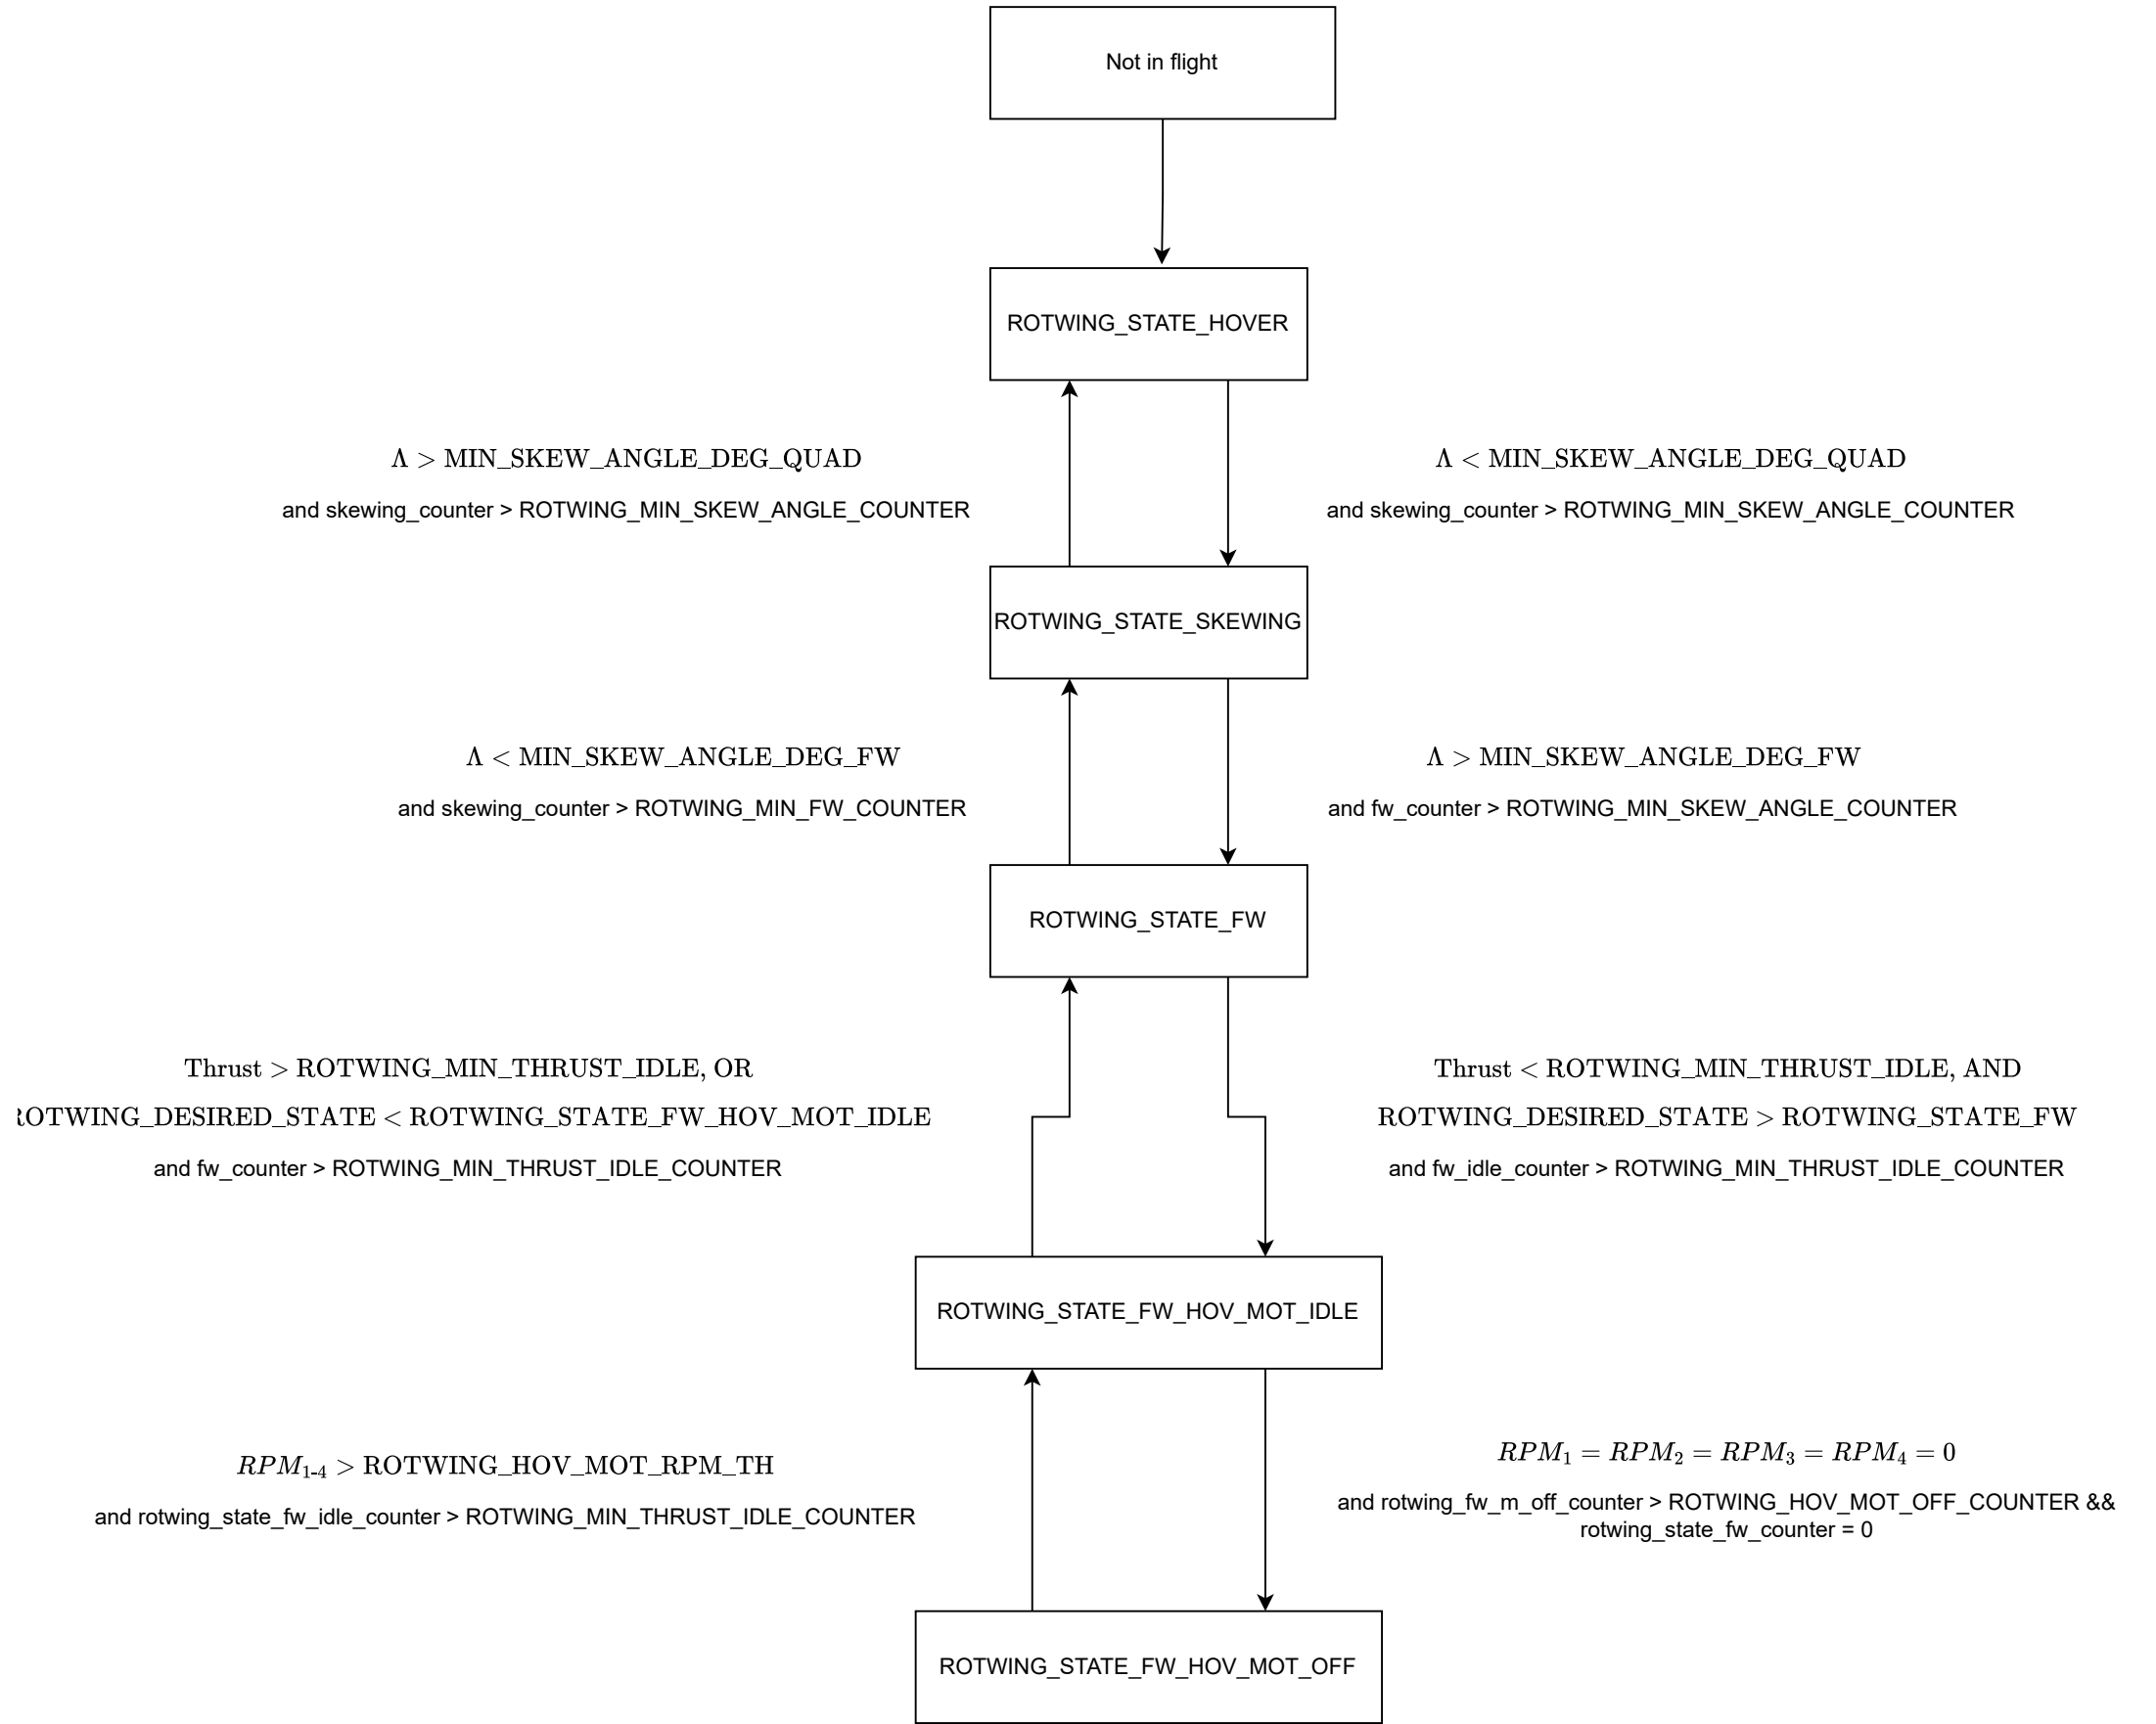 Not in flight
ROTWING_STATE_HOVER
Λ > MIN_SKEW_ANGLE_DEG_QUAD
and skewing_counter > ROTWING_MIN_SKEW_ANGLE_COUNTER
Λ < MIN_SKEW_ANGLE_DEG_QUAD
and skewing_counter > ROTWING_MIN_SKEW_ANGLE_COUNTER
ROTWING_STATE_SKEWING
Λ < MIN_SKEW_ANGLE_DEG_FW
and skewing_counter > ROTWING_MIN_FW_COUNTER
Λ > MIN_SKEW_ANGLE_DEG_FW
and fw_counter > ROTWING_MIN_SKEW_ANGLE_COUNTER
ROTWING_STATE_FW
Thrust > ROTWING_MIN_THRUST_IDLE, OR
ROTWING_DESIRED_STATE < ROTWING_STATE_FW_HOV_MOT_IDLE
and fw_counter > ROTWING_MIN_THRUST_IDLE_COUNTER
Thrust < ROTWING_MIN_THRUST_IDLE, AND
ROTWING_DESIRED_STATE > ROTWING_STATE_FW
and fw_idle_counter > ROTWING_MIN_THRUST_IDLE_COUNTER
ROTWING_STATE_FW_HOV_MOT_IDLE
RPM₁₋₄ > ROTWING_HOV_MOT_RPM_TH
and rotwing_state_fw_idle_counter > ROTWING_MIN_THRUST_IDLE_COUNTER
RPM₁ = RPM₂ = RPM₃ = RPM₄ = 0
and rotwing_fw_m_off_counter > ROTWING_HOV_MOT_OFF_COUNTER &&
rotwing_state_fw_counter = 0
ROTWING_STATE_FW_HOV_MOT_OFF